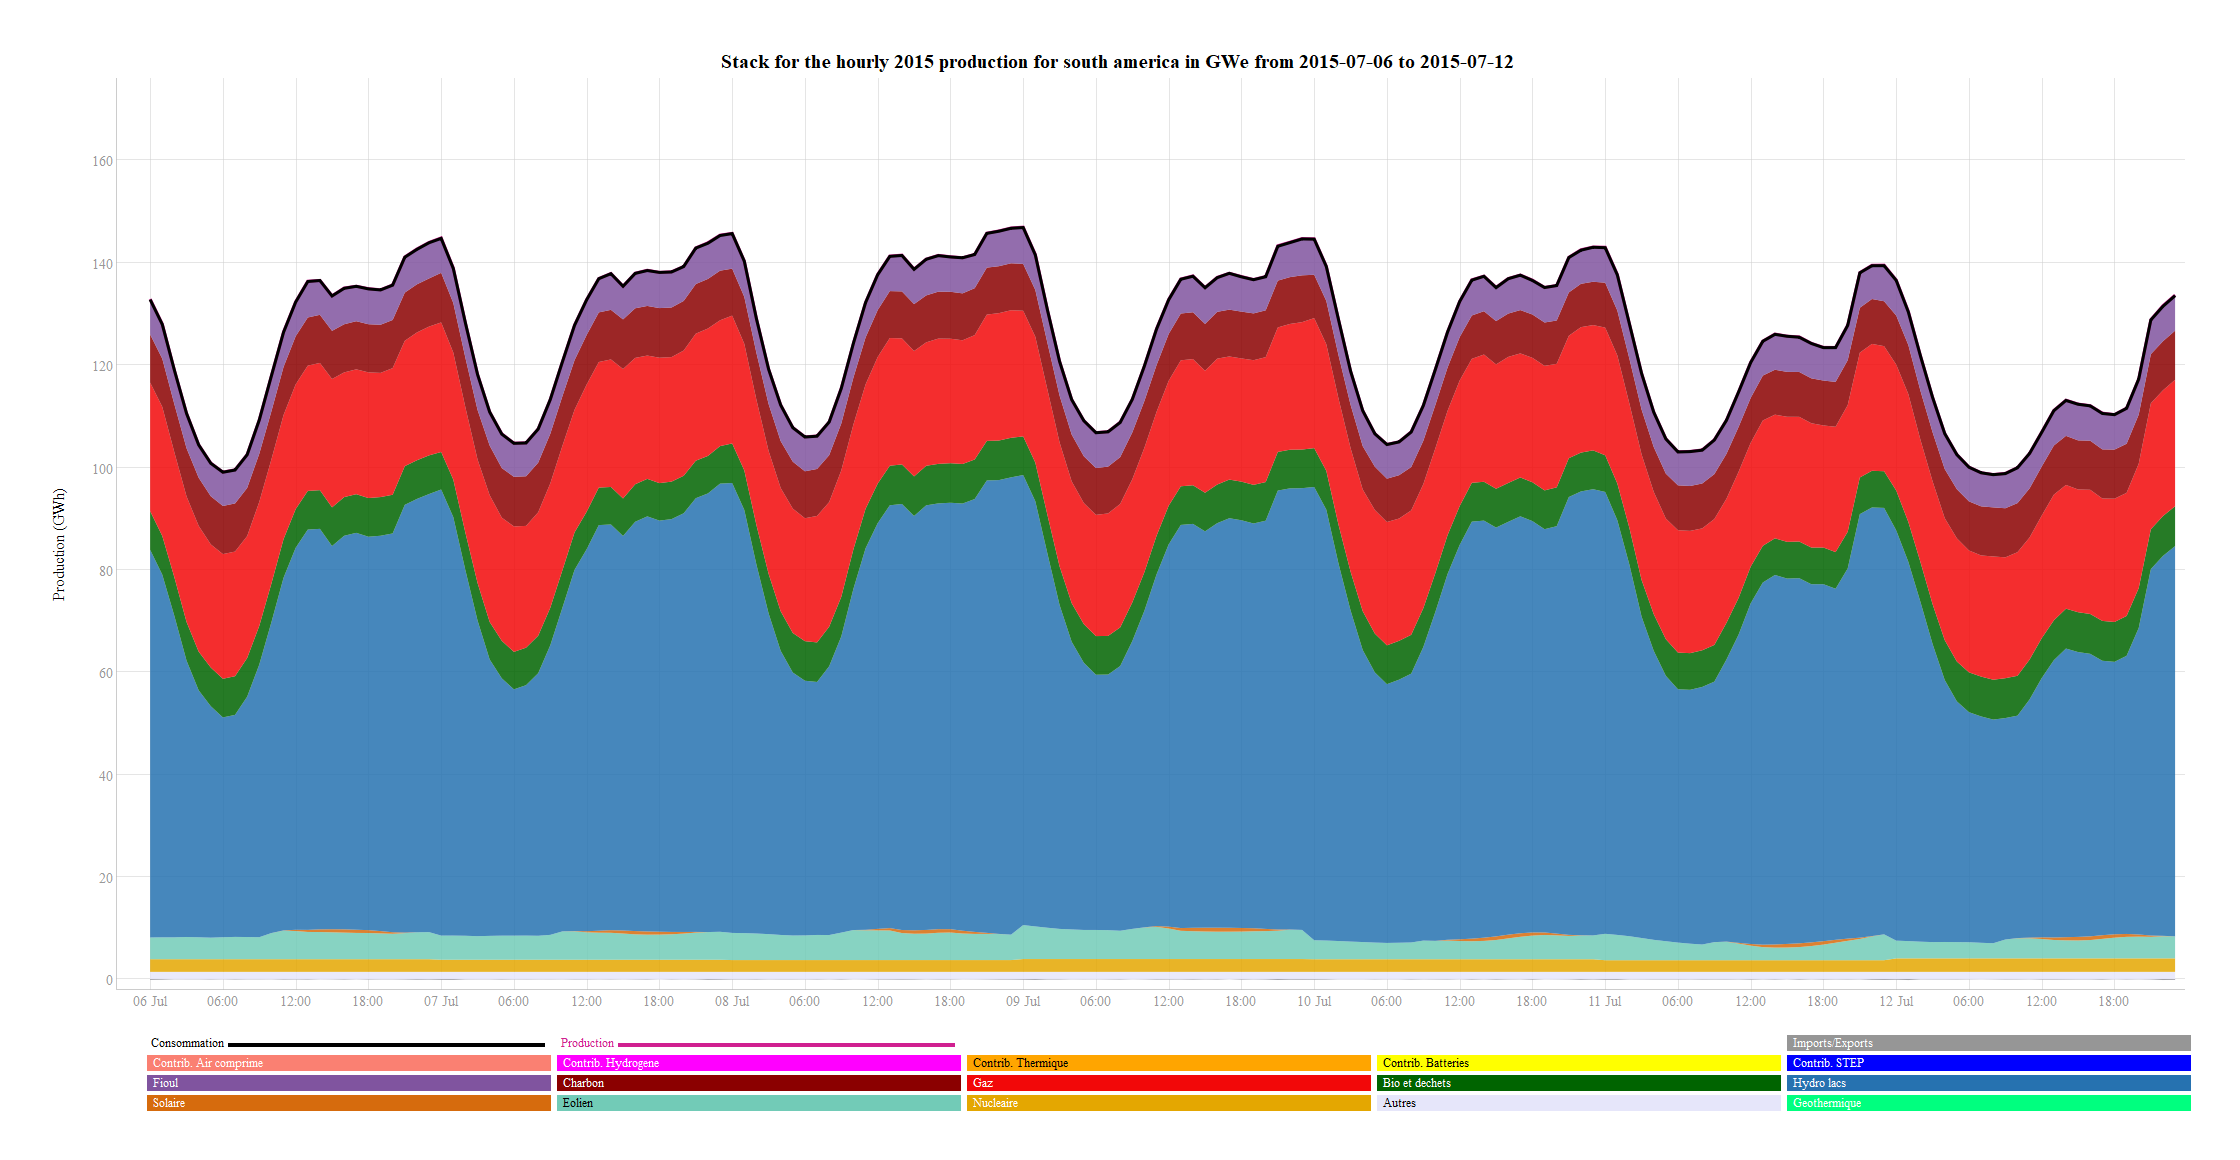 Stack for the hourly 2015 production for south america in GWe from 2015-07-06 to 2015-07-12
160
140
120
100
80
60
40
20
0
Production (GWh)
06 Jul 06:00 12:00 18:00 07 Jul 06:00 12:00 18:00 08 Jul 06:00 12:00 18:00 09 Jul 06:00 12:00 18:00 10 Jul 06:00 12:00 18:00 11 Jul 06:00 12:00 18:00 12 Jul 06:00 12:00 18:00
Consommation Production Imports/Exports
Contrib. Air comprime Contrib. Hydrogene Contrib. Thermique Contrib. Batteries Contrib. STEP
Fioul Charbon Gaz Bio et dechets Hydro lacs
Solaire Eolien Nucleaire Autres Geothermique